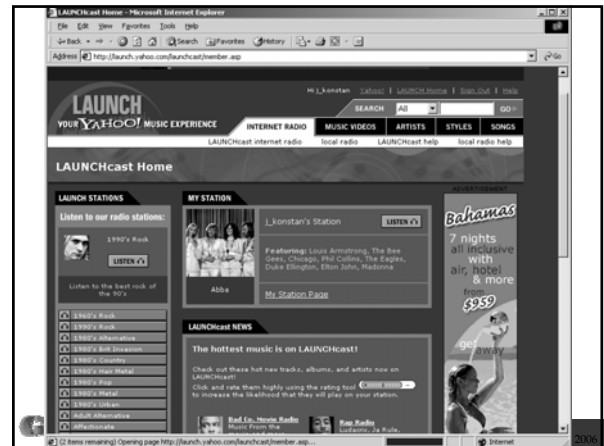 LAUNCHcast Home - Microsoft Internet Explorer
File Edit View Favorites Tools Help
Back Search Favorites History
Address http://launch.yahoo.com/launchcast/member.asp Go
Hi j_konstan Yahoo! | LAUNCH Home | Sign Out | Help
LAUNCH
YOUR YAHOO! MUSIC EXPERIENCE
SEARCH All GO
INTERNET RADIO MUSIC VIDEOS ARTISTS STYLES SONGS
LAUNCHcast internet radio local radio LAUNCHcast help local radio help
LAUNCHcast Home
ADVERTISEMENT
LAUNCH STATIONS
Listen to our radio stations:
1990's Rock
LISTEN
Listen to the best rock of
the 90's
1960's Rock
1990's Rock
1980's Alternative
1980's Brit Invasion
1980's Country
1980's Hair Metal
1980's Pop
1980's Metal
1980's Urban
Adult Alternative
Affectionate
MY STATION
j_konstan's Station LISTEN
Abba
Featuring: Louis Armstrong, The Bee
Gees, Chicago, Phil Collins, The Eagles,
Duke Ellington, Elton John, Madonna
My Station Page
LAUNCHcast NEWS
The hottest music is on LAUNCHcast!
Check out these hot new tracks, albums, and artists now on
LAUNCHcast!
Click and rate them highly using the rating tool
to increase the likelihood that they will play on your station.
Bad Co. Movie Radio
Music From the
Rap Radio
Ludacris, Ja Rule,
Bahamas
7 nights
all inclusive
with
air, hotel
& more
from
$959
get
away
(2 items remaining) Opening page http://launch.yahoo.com/launchcast/member.asp...
Internet
2006